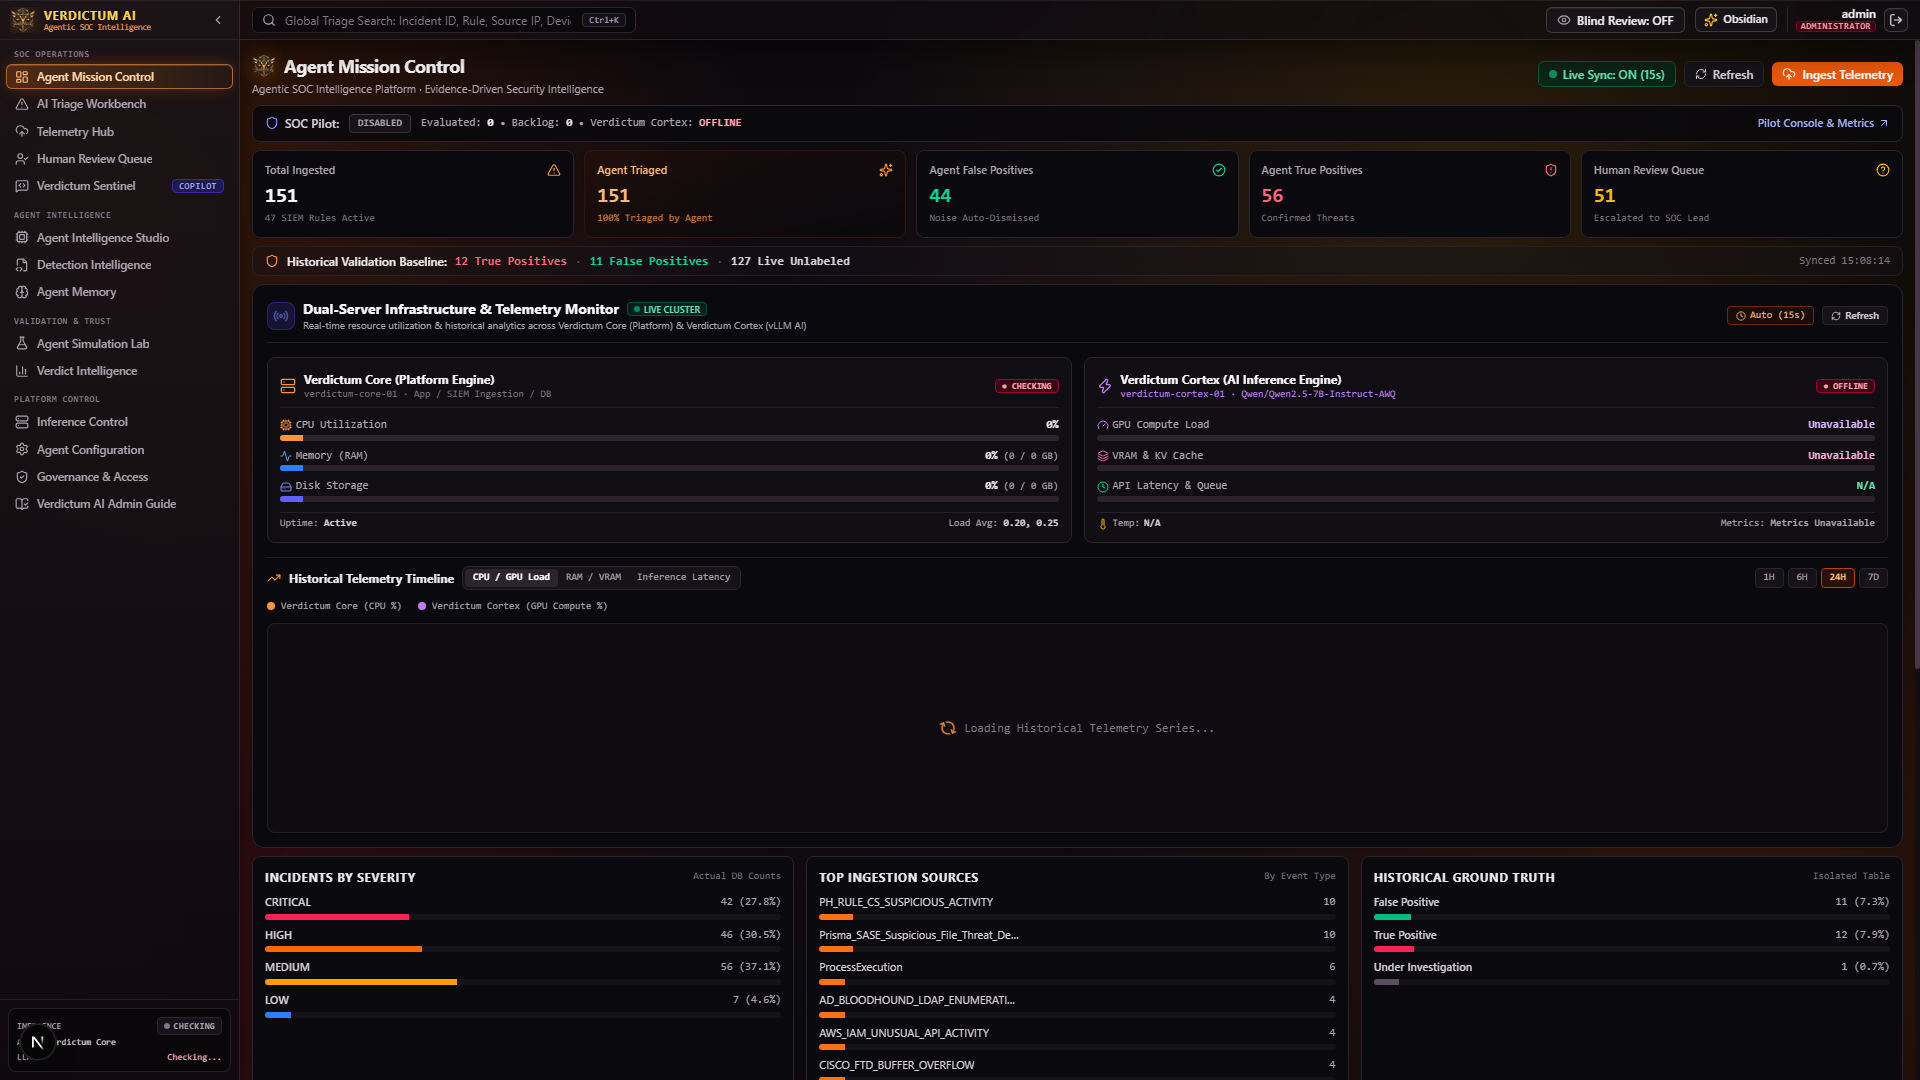 VERDICTUM AI
Agentic SOC Intelligence
Global Triage Search: Incident ID, Rule, Source IP, Devi
Ctrl+K
Blind Review: OFF
Obsidian
admin
ADMINISTRATOR
SOC OPERATIONS
Agent Mission Control
AI Triage Workbench
Telemetry Hub
Human Review Queue
Verdictum Sentinel
COPILOT
AGENT INTELLIGENCE
Agent Intelligence Studio
Detection Intelligence
Agent Memory
VALIDATION & TRUST
Agent Simulation Lab
Verdict Intelligence
PLATFORM CONTROL
Inference Control
Agent Configuration
Governance & Access
Verdictum AI Admin Guide
CHECKING
rdictum Core
Checking...
N
Agent Mission Control
Agentic SOC Intelligence Platform · Evidence-Driven Security Intelligence
Live Sync: ON (15s)
Refresh
Ingest Telemetry
SOC Pilot: DISABLED Evaluated: 0 • Backlog: 0 • Verdictum Cortex: OFFLINE
Pilot Console & Metrics
Total Ingested
151
47 SIEM Rules Active
Agent Triaged
151
100% Triaged by Agent
Agent False Positives
44
Noise Auto-Dismissed
Agent True Positives
56
Confirmed Threats
Human Review Queue
51
Escalated to SOC Lead
Historical Validation Baseline: 12 True Positives · 11 False Positives · 127 Live Unlabeled
Synced 15:08:14
Dual-Server Infrastructure & Telemetry Monitor
LIVE CLUSTER
Real-time resource utilization & historical analytics across Verdictum Core (Platform) & Verdictum Cortex (vLLM AI)
Auto (15s)
Refresh
Verdictum Core (Platform Engine)
verdictum-core-01 · App / SIEM Ingestion / DB
CHECKING
CPU Utilization
0%
Memory (RAM)
0% (0 / 0 GB)
Disk Storage
0% (0 / 0 GB)
Uptime: Active
Load Avg: 0.20, 0.25
Verdictum Cortex (AI Inference Engine)
verdictum-cortex-01 · Qwen/Qwen2.5-7B-Instruct-AWQ
OFFLINE
GPU Compute Load
Unavailable
VRAM & KV Cache
Unavailable
API Latency & Queue
N/A
Temp: N/A
Metrics: Metrics Unavailable
Historical Telemetry Timeline
CPU / GPU Load
RAM / VRAM
Inference Latency
1H
6H
24H
7D
Verdictum Core (CPU %)
Verdictum Cortex (GPU Compute %)
Loading Historical Telemetry Series...
INCIDENTS BY SEVERITY
Actual DB Counts
CRITICAL
42 (27.8%)
HIGH
46 (30.5%)
MEDIUM
56 (37.1%)
LOW
7 (4.6%)
TOP INGESTION SOURCES
By Event Type
PH_RULE_CS_SUSPICIOUS_ACTIVITY
10
Prisma_SASE_Suspicious_File_Threat_De...
10
ProcessExecution
6
AD_BLOODHOUND_LDAP_ENUMERATI...
4
AWS_IAM_UNUSUAL_API_ACTIVITY
4
CISCO_FTD_BUFFER_OVERFLOW
4
HISTORICAL GROUND TRUTH
Isolated Table
False Positive
11 (7.3%)
True Positive
12 (7.9%)
Under Investigation
1 (0.7%)